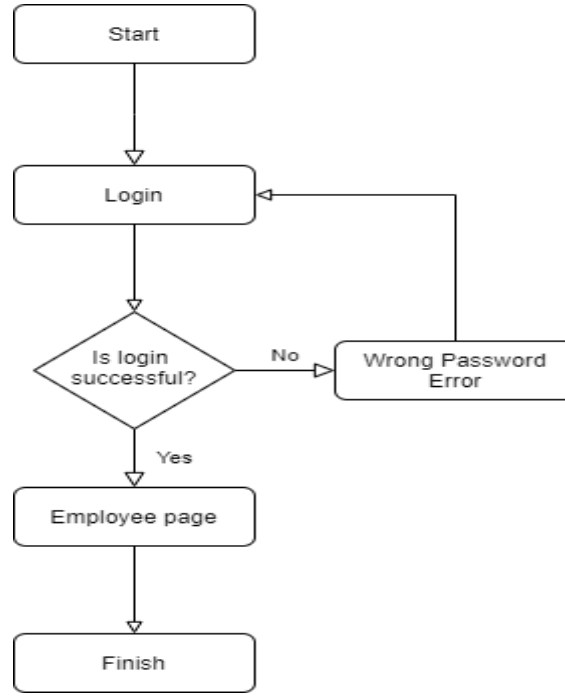 Start
Login
Is login
successful?
No
Wrong Password
Error
Yes
Employee page
Finish